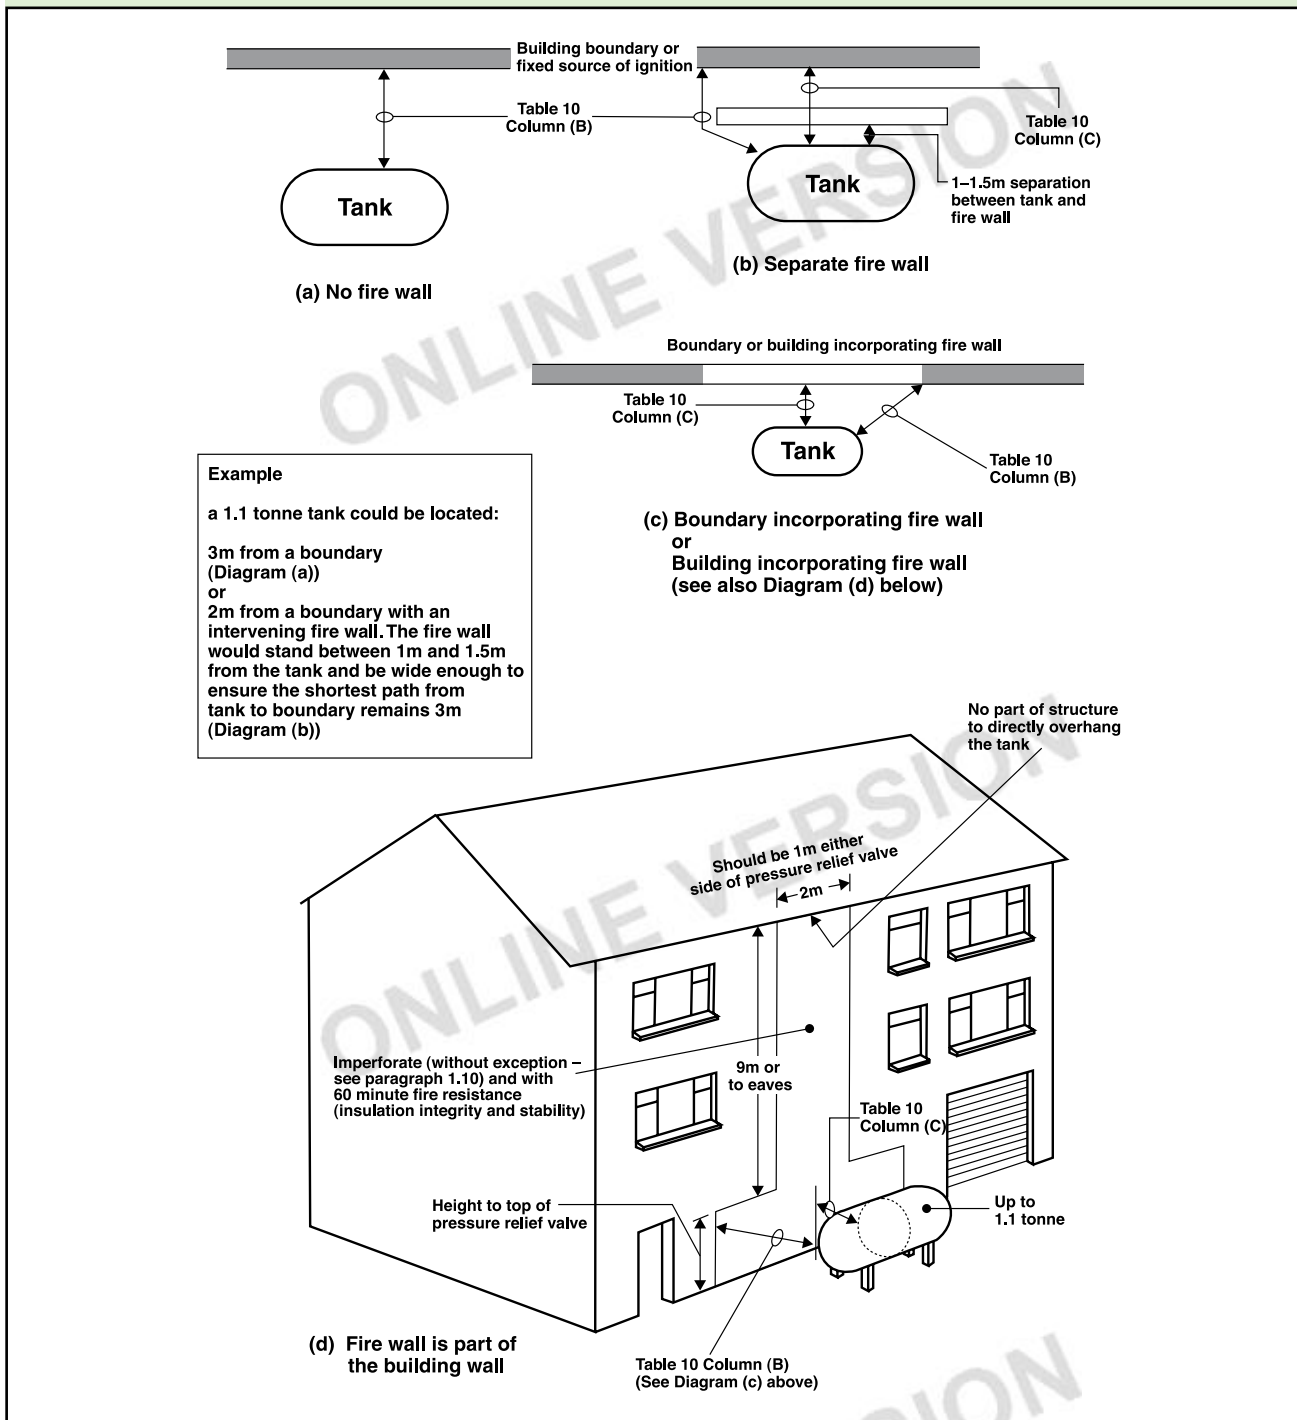 Building boundary or
fixed source of ignition
Table 10
Column (B)
Table 10
Column (C)
Tank
Tank
1–1.5m separation
between tank and
fire wall
(a) No fire wall
(b) Separate fire wall
Boundary or building incorporating fire wall
Table 10
Column (C)
Tank
Table 10
Column (B)
(c) Boundary incorporating fire wall
or
Building incorporating fire wall
(see also Diagram (d) below)
Example
a 1.1 tonne tank could be located:
3m from a boundary
(Diagram (a))
or
2m from a boundary with an
intervening fire wall. The fire wall
would stand between 1m and 1.5m
from the tank and be wide enough to
ensure the shortest path from
tank to boundary remains 3m
(Diagram (b))
No part of structure
to directly overhang
the tank
Should be 1m either
side of pressure relief valve
2m
Imperforate (without exception –
see paragraph 1.10) and with
60 minute fire resistance
(insulation integrity and stability)
9m or
to eaves
Table 10
Column (C)
Height to top of
pressure relief valve
Up to
1.1 tonne
(d) Fire wall is part of
the building wall
Table 10 Column (B)
(See Diagram (c) above)
ONLINE VERSION
ONLINE VERSION
SION